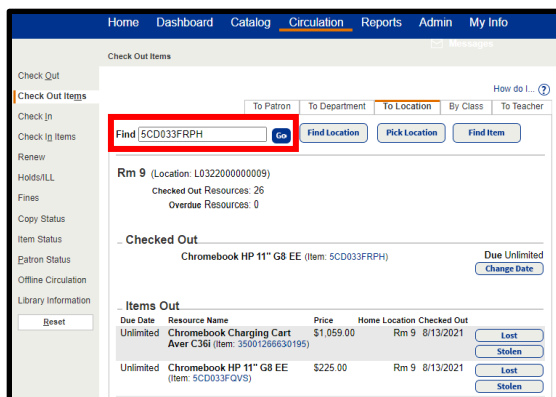 Home Dashboard Catalog Circulation Reports Admin My Info
Messages
Check Out Items
Check Out
Check Out Items
Check In
Check In Items
Renew
Holds/ILL
Fines
Copy Status
Item Status
Patron Status
Offline Circulation
Library Information
Reset
How do I... ?
To Patron To Department To Location By Class To Teacher
Find 5CD033FRPH Go Find Location Pick Location Find Item
Rm 9 (Location: L0322000000009)
Checked Out Resources: 26
Overdue Resources: 0
Checked Out
Chromebook HP 11" G8 EE (Item: 5CD033FRPH) Due Unlimited
Change Date
Items Out
Due Date Resource Name Price Home Location Checked Out
Unlimited Chromebook Charging Cart $1,059.00 Rm 9 8/13/2021 Lost
Aver C36i (Item: 35001266630195) Stolen
Unlimited Chromebook HP 11" G8 EE $225.00 Rm 9 8/13/2021 Lost
(Item: 5CD033FQVS) Stolen